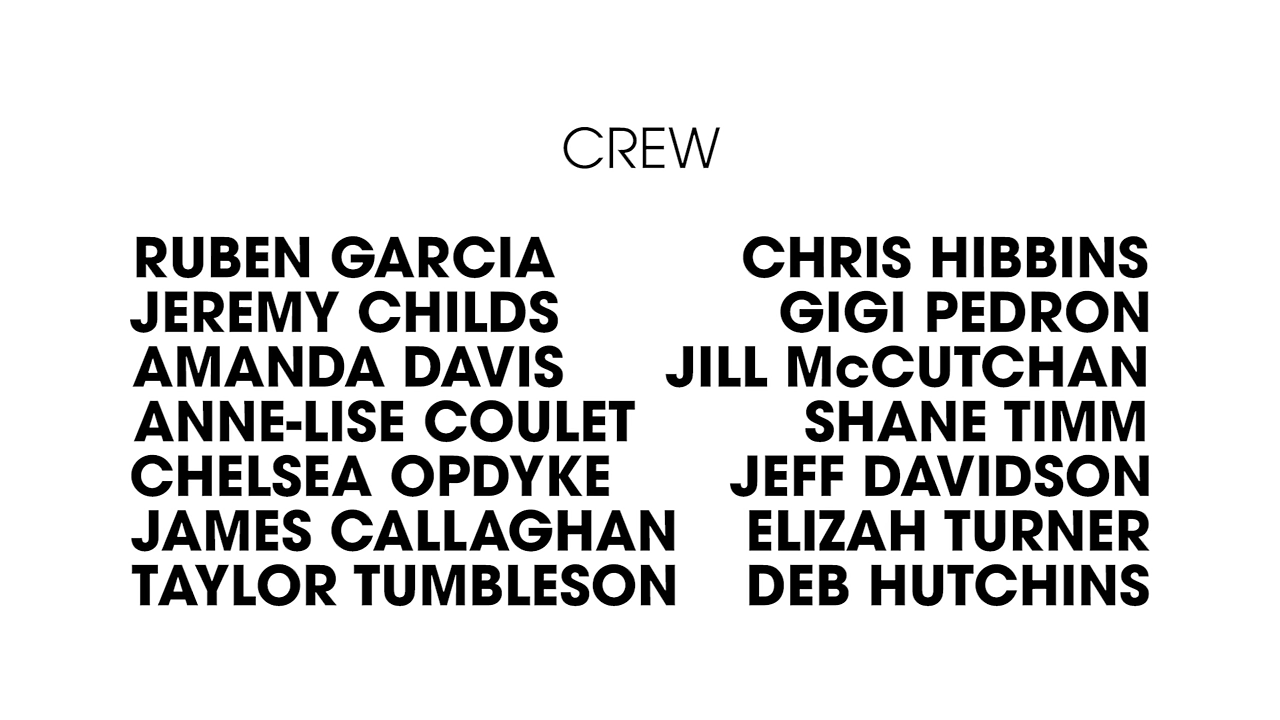 CREW
RUBEN GARCIA
JEREMY CHILDS
AMANDA DAVIS
ANNE-LISE COULET
CHELSEA OPDYKE
JAMES CALLAGHAN
TAYLOR TUMBLESON
CHRIS HIBBINS
GIGI PEDRON
JILL McCUTCHAN
SHANE TIMM
JEFF DAVIDSON
ELIZAH TURNER
DEB HUTCHINS